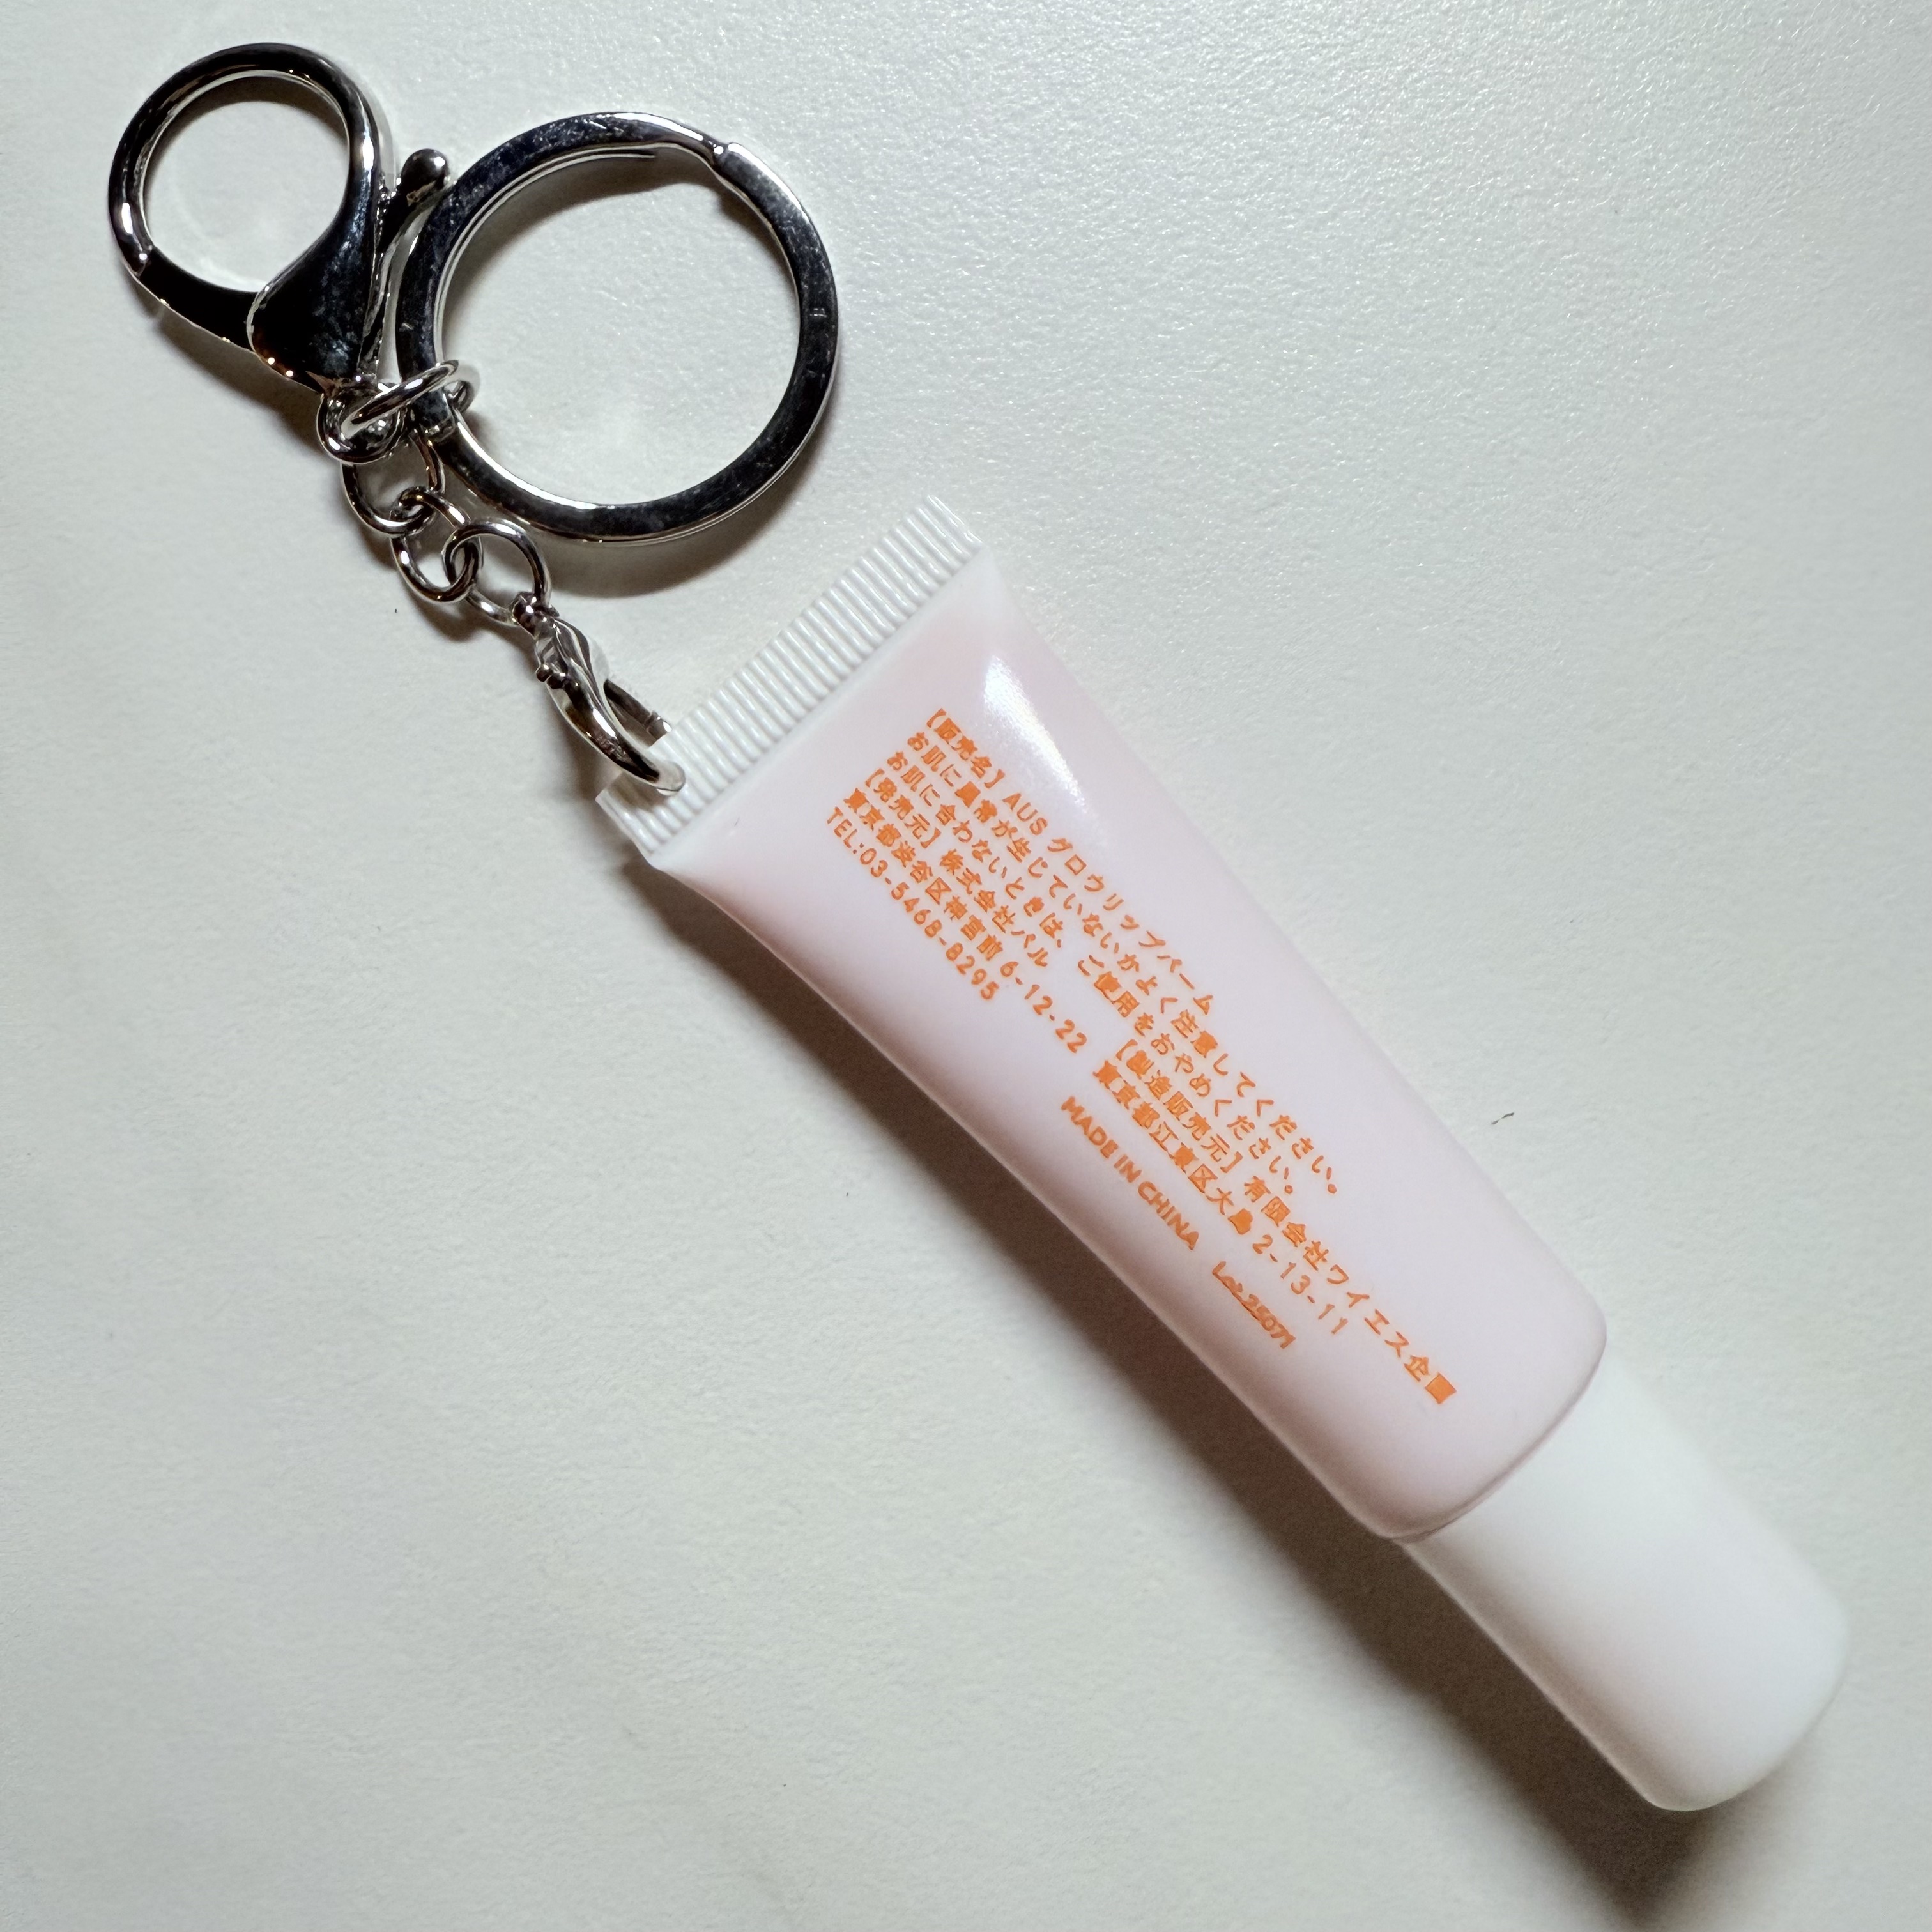 【販売名】AUS グロウリップバーム
お肌に異常が生じていないかよく注意してください。
お肌に合わないときは、ご使用をおやめください。
【発売元】株式会社パル 【製造販売元】有限会社ワイエス企画
東京都渋谷区神宮前 6-12-22 東京都江東区大島 2-13-11
TEL:03-5468-8295
MADE IN CHINA Lot.25071